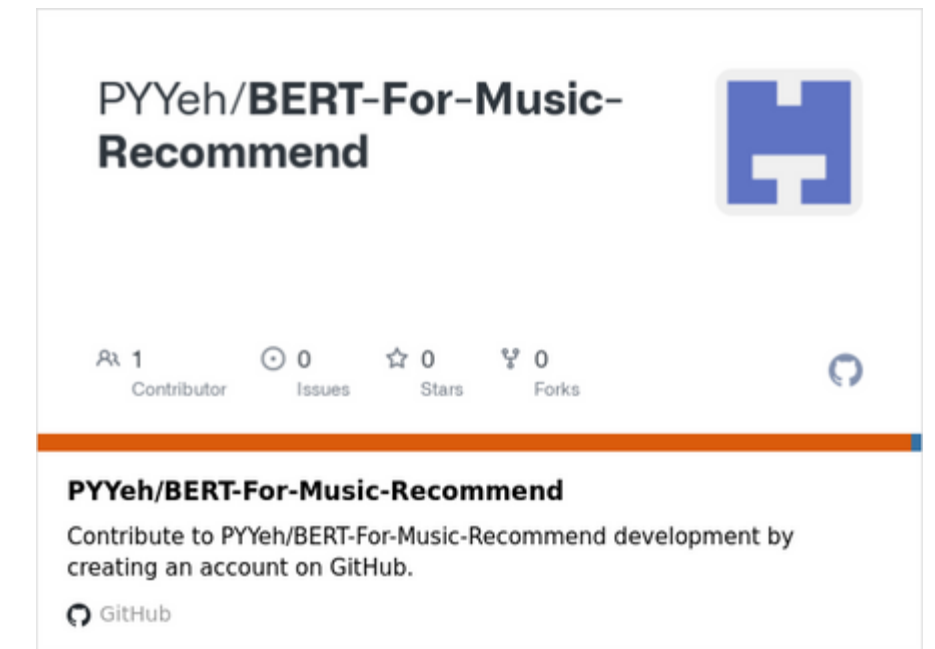 PYYeh/BERT-For-Music-
Recommend
1 0 0 0
Contributor Issues Stars Forks
PYYeh/BERT-For-Music-Recommend
Contribute to PYYeh/BERT-For-Music-Recommend development by
creating an account on GitHub.
GitHub